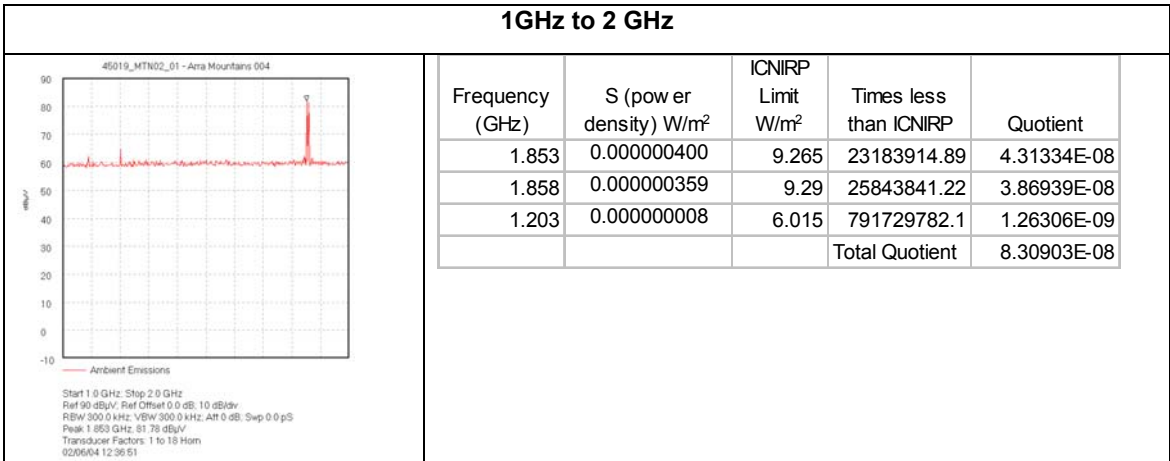 1GHz to 2 GHz
45019_MTN02_01 - Arra Mountains 004
90
80
70
60
50
40
30
20
10
0
-10
dBµV
Ambient Emissions
Start 1.0 GHz; Stop 2.0 GHz
Ref 90 dBµV; Ref Offset 0.0 dB; 10 dB/div
RBW 300.0 kHz; VBW 300.0 kHz; Att 0 dB; Swp 0.0 pS
Peak 1.853 GHz, 81.78 dBµV
Transducer Factors: 1 to 18 Horn
02/06/04 12:36:51
Frequency (GHz) S (pow er density) W/m² ICNIRP Limit W/m² Times less than ICNIRP Quotient
1.853 0.000000400 9.265 23183914.89 4.31334E-08
1.858 0.000000359 9.29 25843841.22 3.86939E-08
1.203 0.000000008 6.015 791729782.1 1.26306E-09
Total Quotient 8.30903E-08